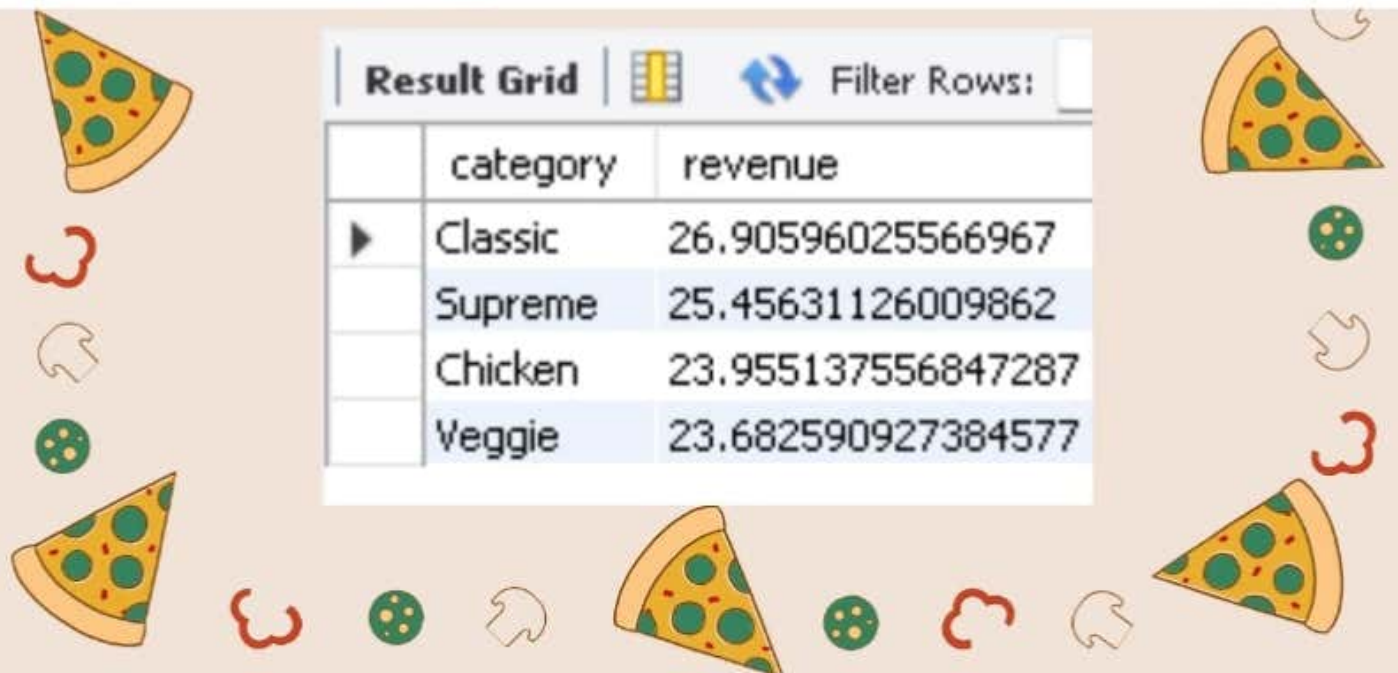 Result Grid Filter Rows:
category revenue
Classic 26.90596025566967
Supreme 25.45631126009862
Chicken 23.955137556847287
Veggie 23.682590927384577